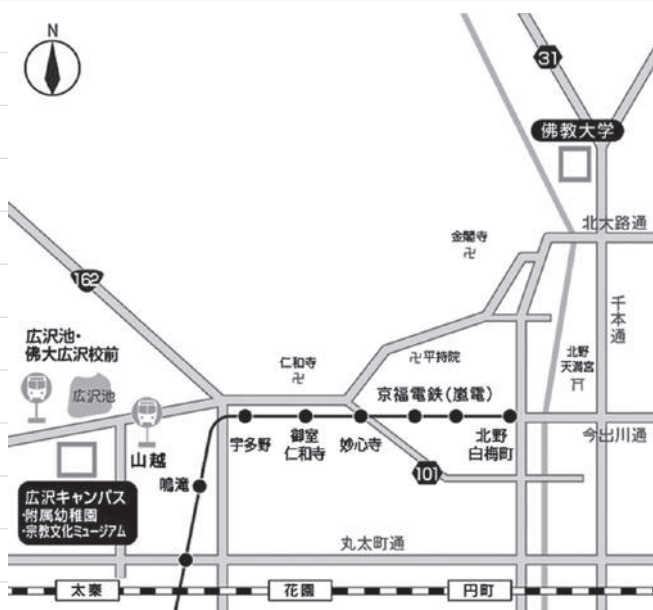 N
31
佛教大学
北大路通
金閣寺
卍
162
千本通
広沢池・
佛大広沢校前
仁和寺
卍
卍平持院
北野
天満宮
広沢池
京福電鉄(嵐電)
山越
宇多野
御室
仁和寺
妙心寺
北野
白梅町
今出川通
鳴滝
101
広沢キャンパス
・附属幼稚園
・宗教文化ミュージアム
丸太町通
太秦
花園
円町